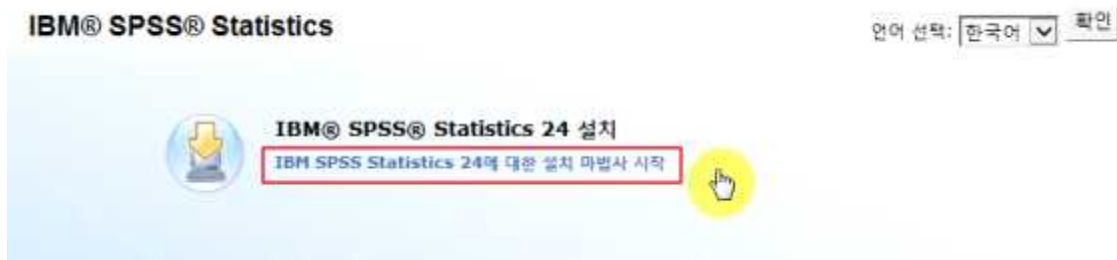 IBM® SPSS® Statistics
언어 선택: 한국어 확인
IBM® SPSS® Statistics 24 설치
IBM SPSS Statistics 24에 대한 설치 마법사 시작